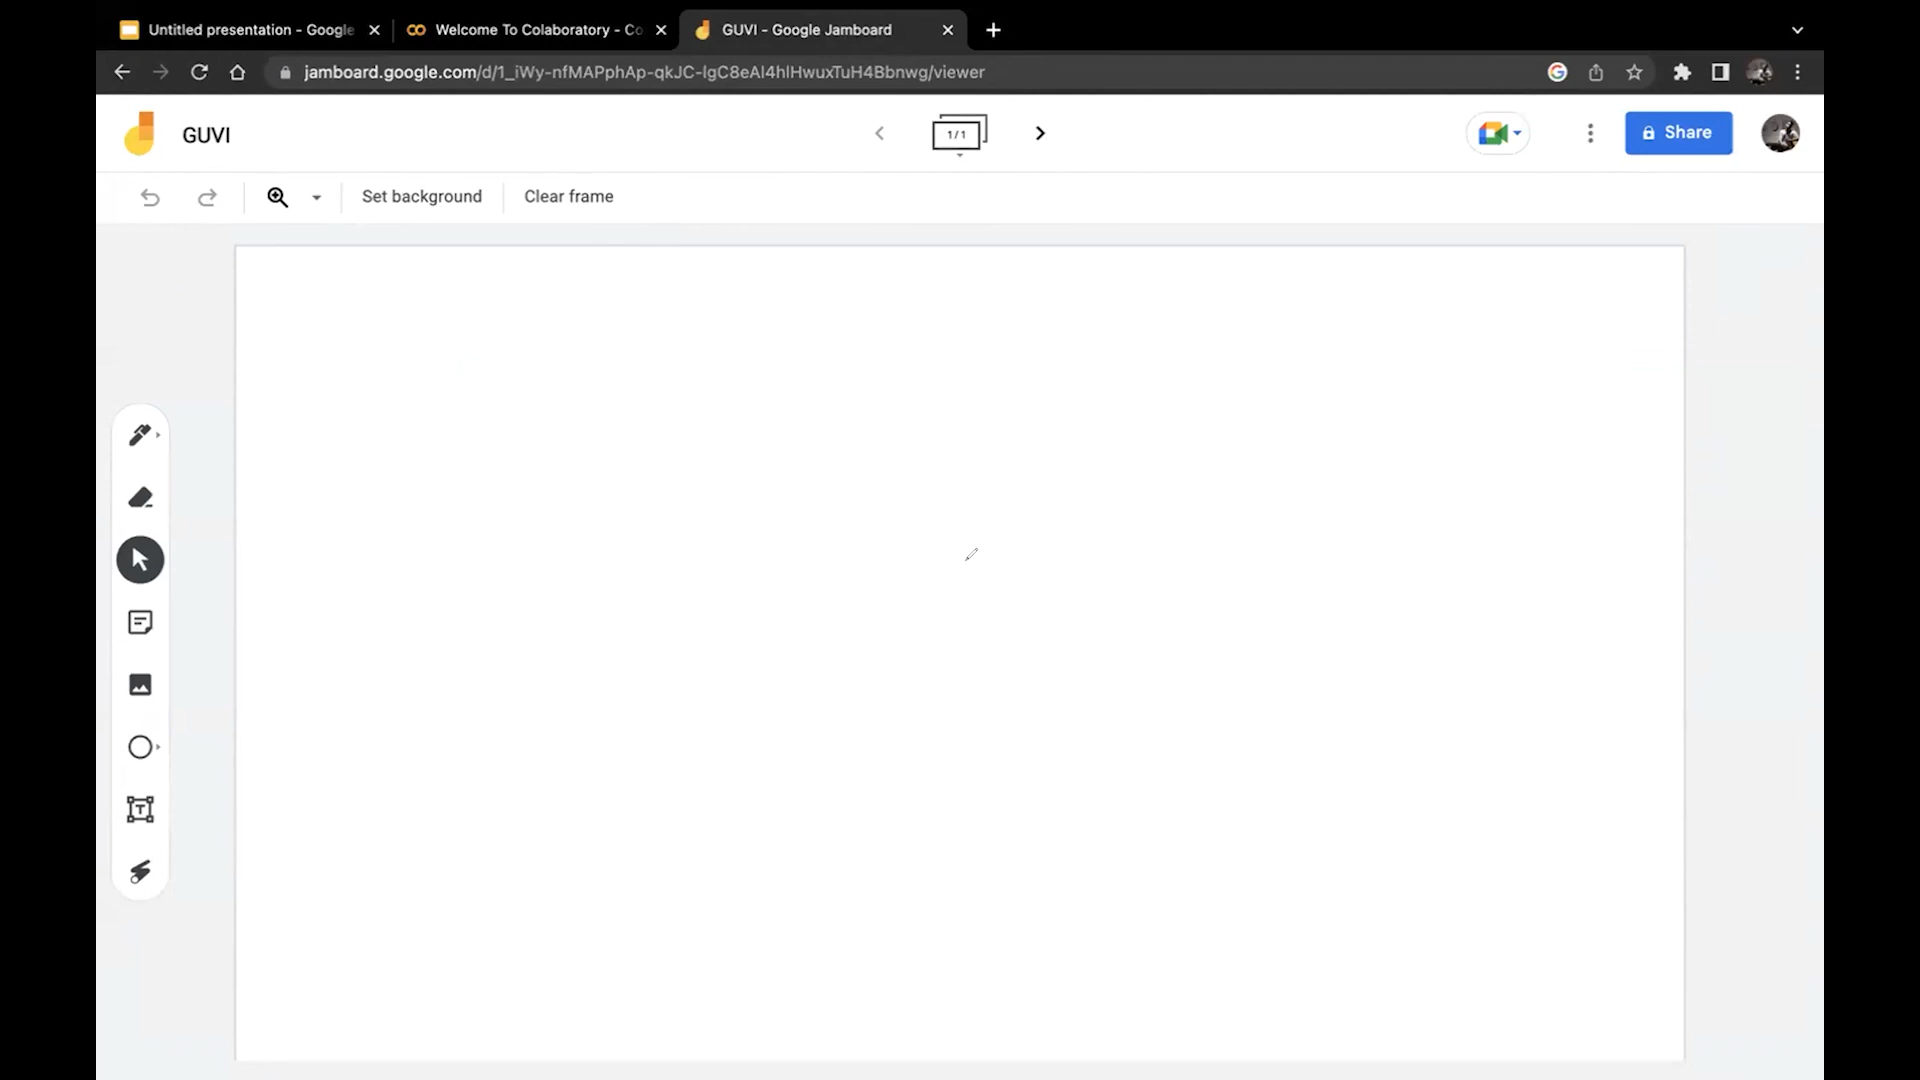 Untitled presentation - Google
Welcome To Colaboratory - Co
GUVI - Google Jamboard
jamboard.google.com/d/1_iWy-nfMAPphAp-qkJC-IgC8eAI4hIHwuxTuH4Bbnwg/viewer
GUVI
1/1
Share
Set background
Clear frame